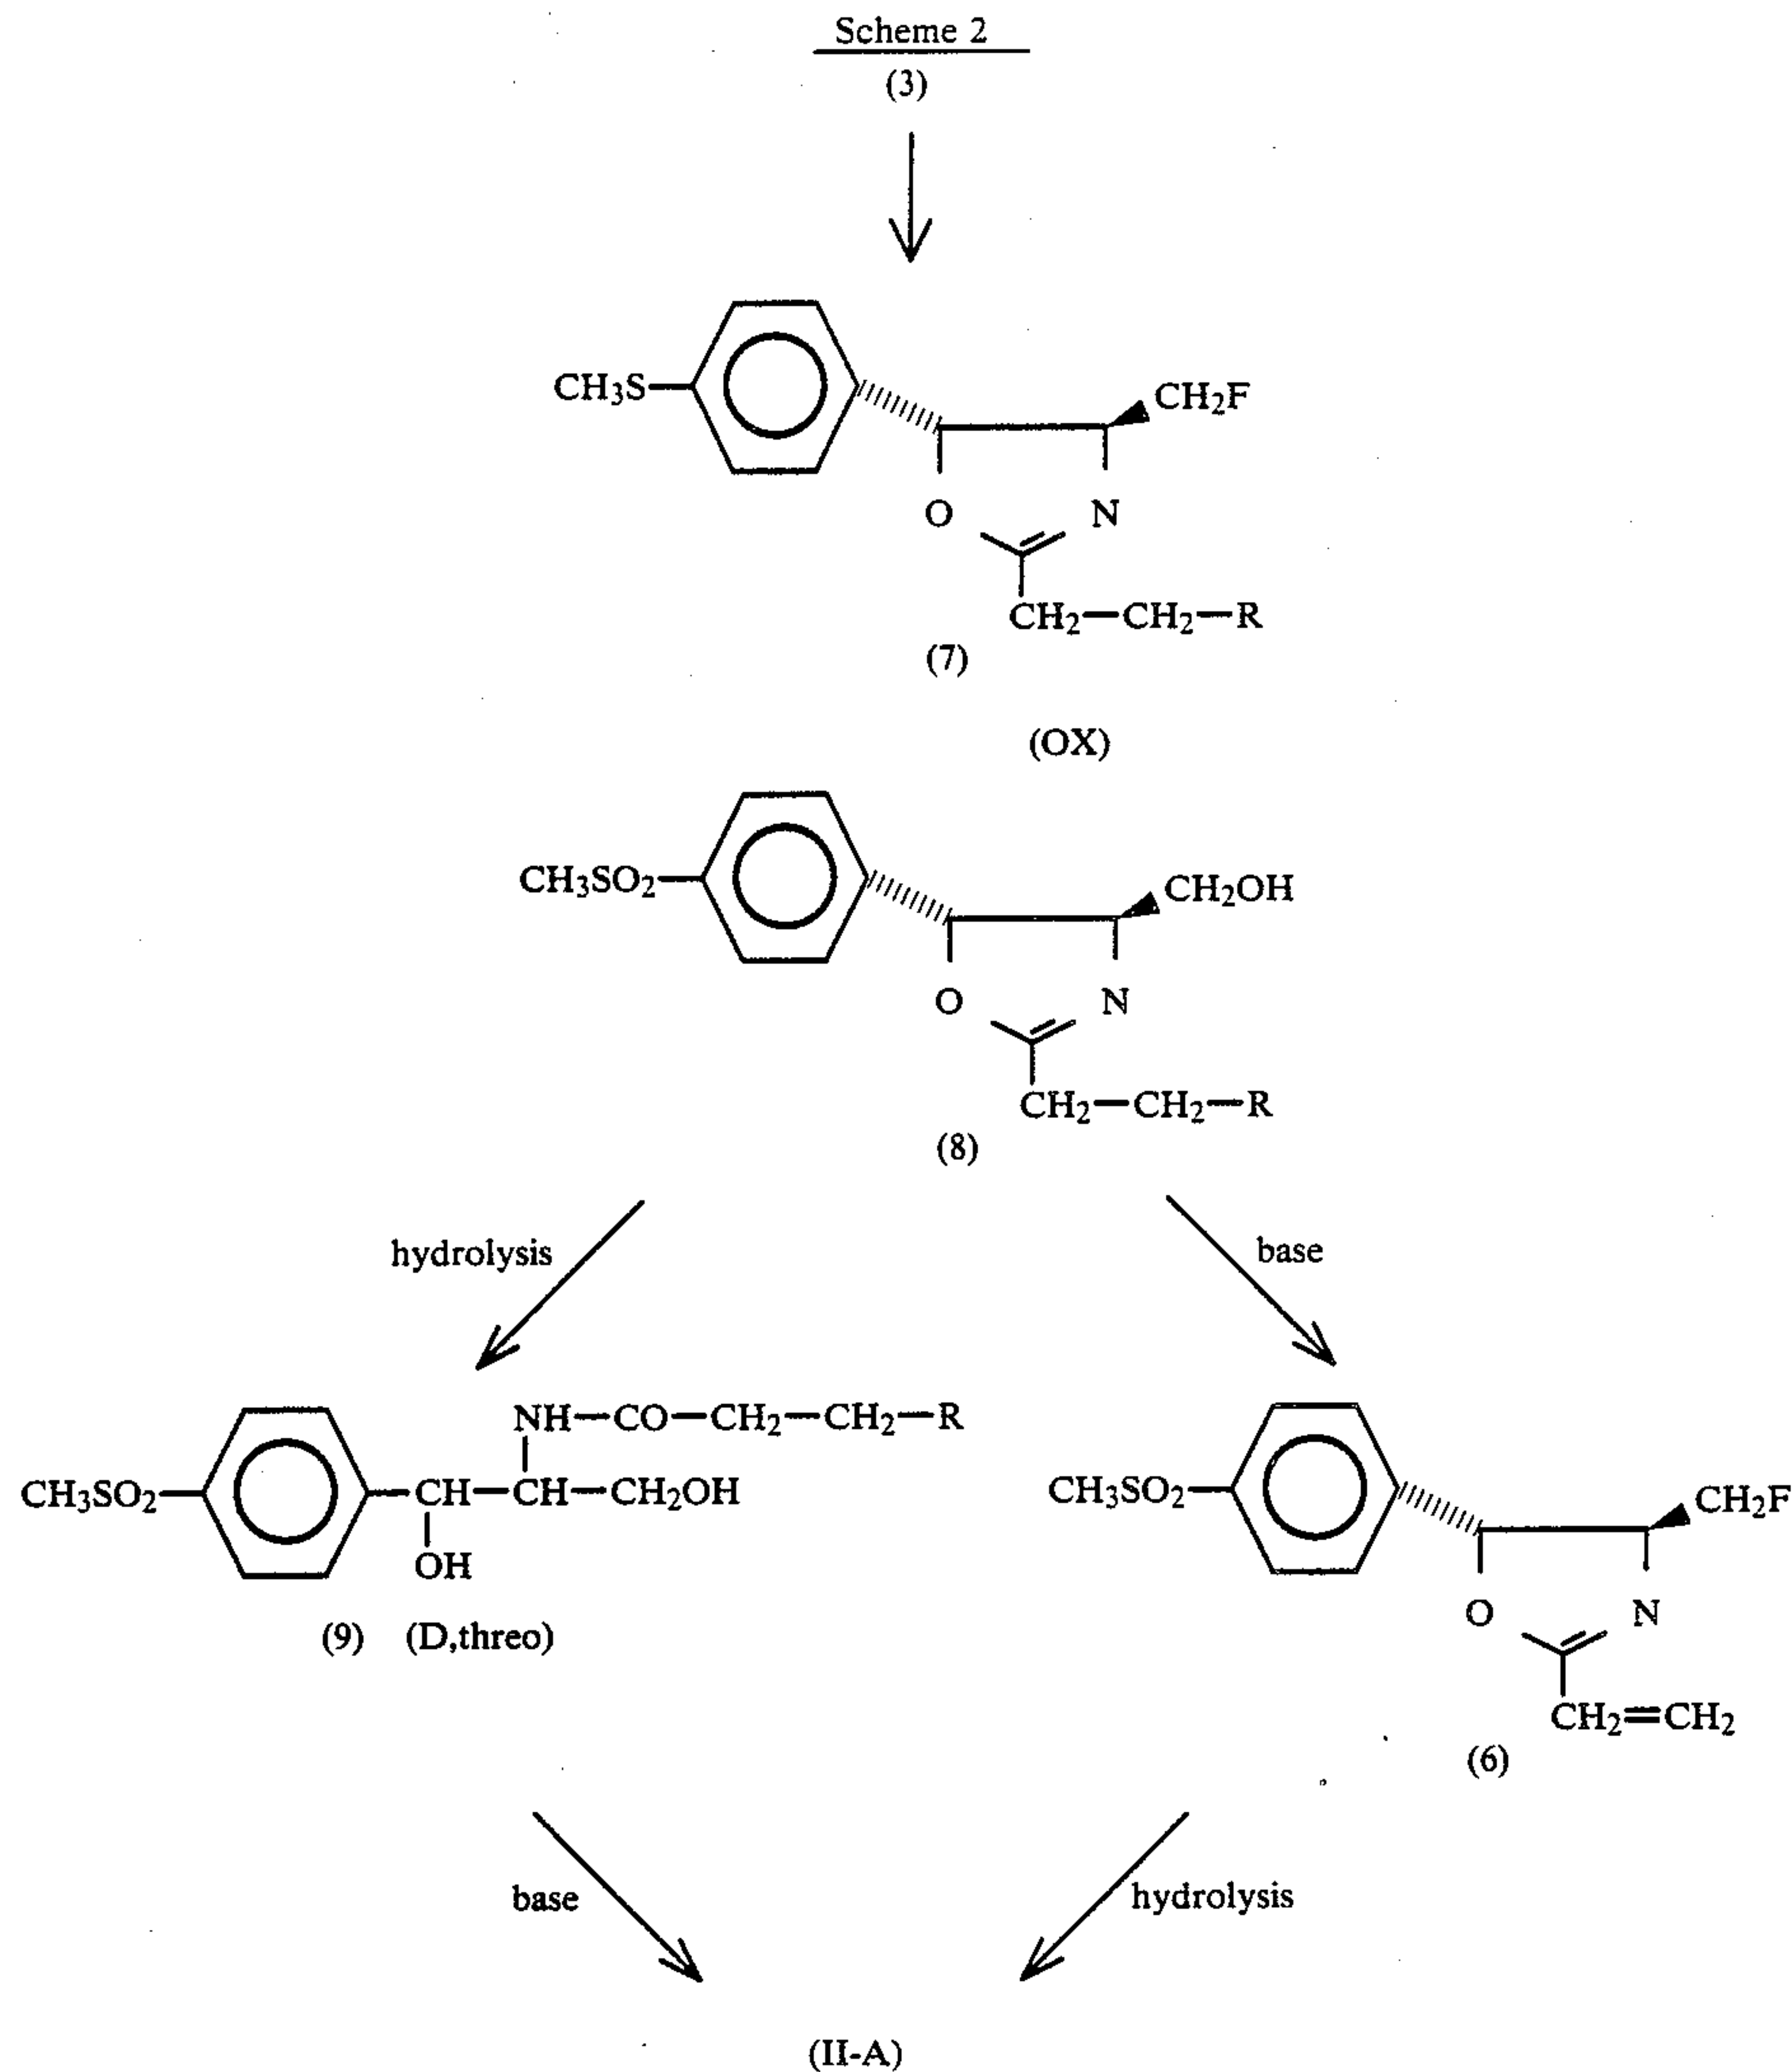 Scheme 2
(3)
CH3S
CH2F
O N
CH2—CH2—R
(7)
(OX)
CH3SO2
CH2OH
O N
CH2—CH2—R
(8)
hydrolysis
base
NH—CO—CH2—CH2—R
CH3SO2 CH—CH—CH2OH
OH
(9) (D,threo)
CH3SO2
CH2F
O N
CH2=CH2
(6)
base
hydrolysis
(II-A)